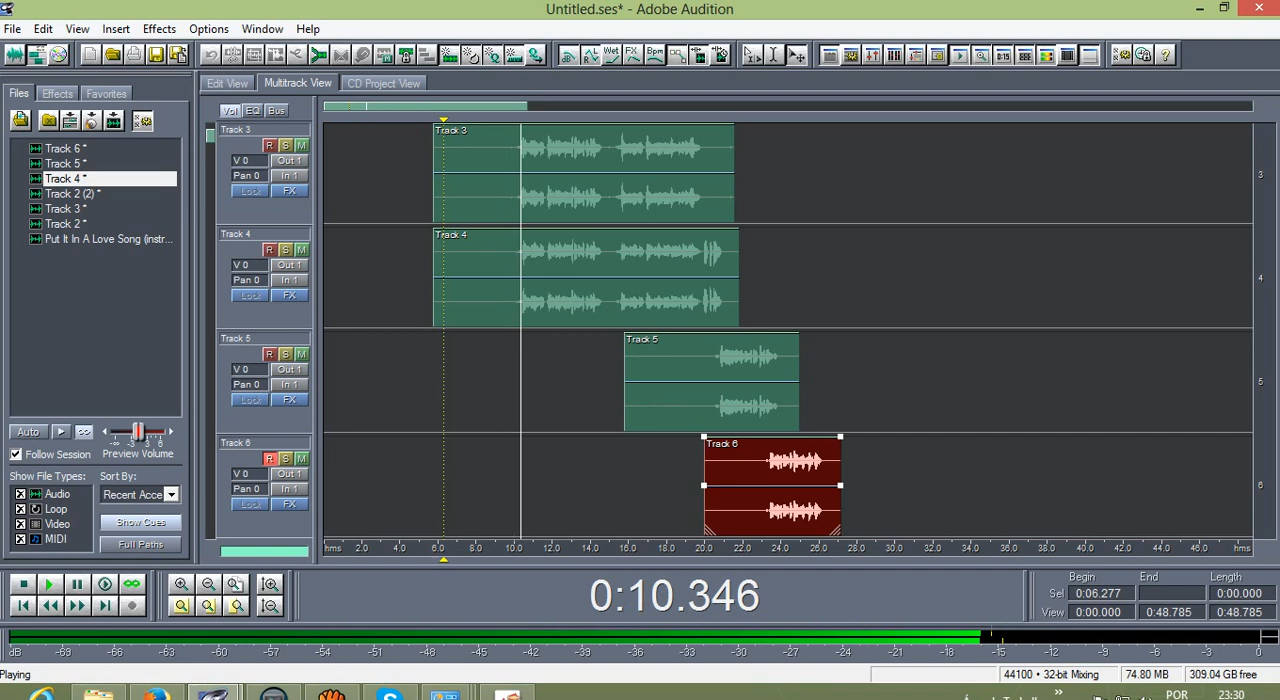 Untitled.ses* - Adobe Audition
File Edit View Insert Effects Options Window Help
Files Effects Favorites
Edit View Multitrack View CD Project View
Vol EQ Bus
Track 6 *
Track 5 *
Track 4 *
Track 2 (2) *
Track 3 *
Track 2 *
Put It In A Love Song (instr...
Auto
-∞ -3 3 6
Follow Session Preview Volume
Show File Types: Sort By:
Audio Recent Acce
Loop
Video Show Cues
MIDI Full Paths
Track 3
R S M
V 0 Out 1
Pan 0 In 1
Lock FX
Track 3
3
Track 4
R S M
V 0 Out 1
Pan 0 In 1
Lock FX
Track 4
4
Track 5
R S M
V 0 Out 1
Pan 0 In 1
Lock FX
Track 5
5
Track 6
R S M
V 0 Out 1
Pan 0 In 1
Lock FX
Track 6
6
hms 2.0 4.0 6.0 8.0 10.0 12.0 14.0 16.0 18.0 20.0 22.0 24.0 26.0 28.0 30.0 32.0 34.0 36.0 38.0 40.0 42.0 44.0 46.0 hms
0:10.346
Begin End Length
Sel 0:06.277 0:00.000
View 0:00.000 0:48.785 0:48.785
dB -69 -66 -63 -60 -57 -54 -51 -48 -45 -42 -39 -36 -33 -30 -27 -24 -21 -18 -15 -12 -9 -6 -3 0
Playing 44100 • 32-bit Mixing 74.80 MB 309.04 GB free
POR 23:30